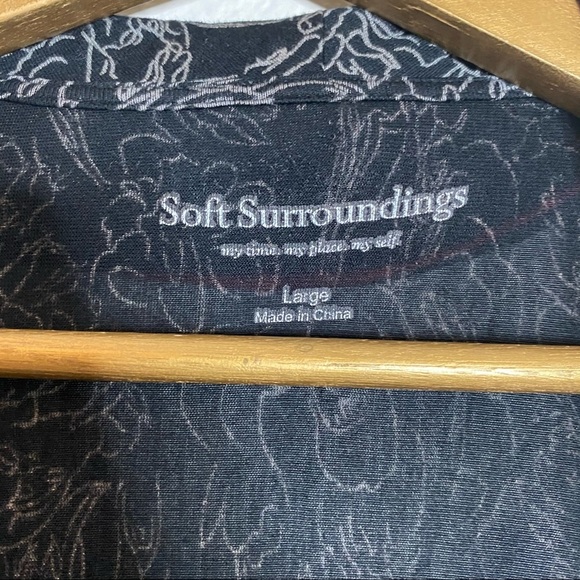 Soft Surroundings
my time. my place. my self.
Large
Made in China